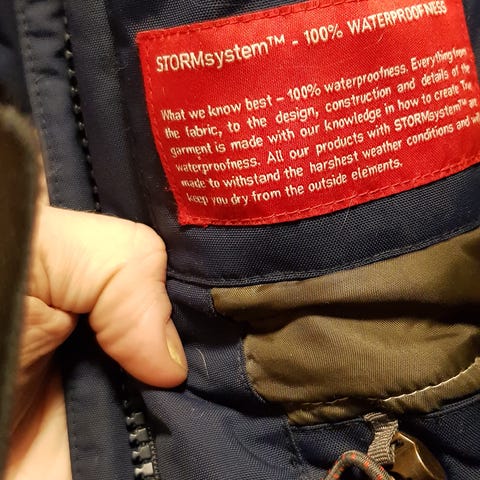 STORMsystem™ - 100% WATERPROOFNESS
What we know best – 100% waterproofness. Everything from
the fabric, to the design, construction and details of the
garment is made with our knowledge in how to create True
waterproofness. All our products with STORMsystem™ are
made to withstand the harshest weather conditions and will
keep you dry from the outside elements.